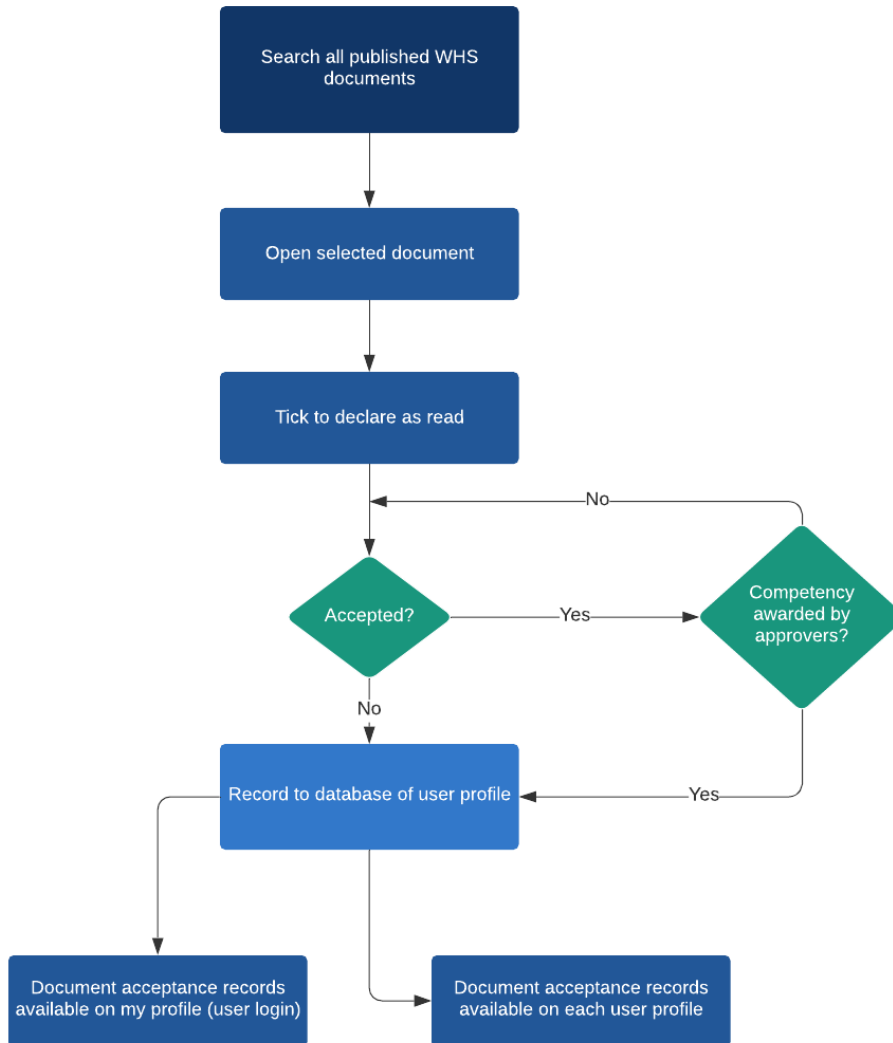 Search all published WHS
documents
Open selected document
Tick to declare as read
No
Accepted?
Yes
Competency
awarded by
approvers?
No
Record to database of user profile
Yes
Document acceptance records
available on my profile (user login)
Document acceptance records
available on each user profile